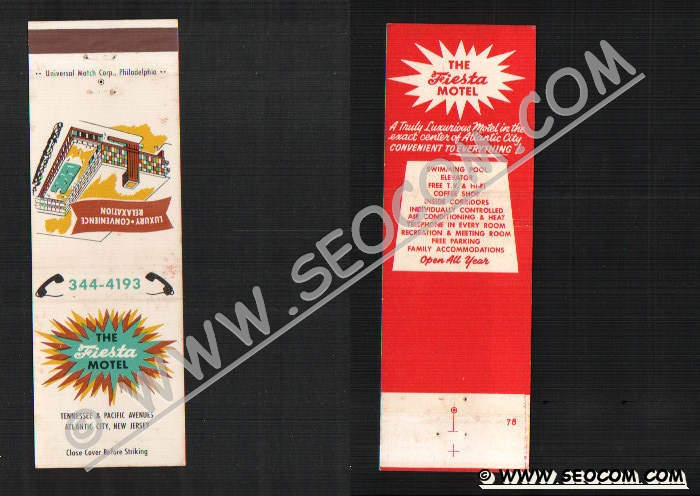 Universal Match Corp., Philadelphia
LUXURY • CONVENIENCE
RELAXATION
344-4193
THE
Fiesta
MOTEL
TENNESSEE & PACIFIC AVENUES
ATLANTIC CITY, NEW JERSEY
Close Cover Before Striking
THE
Fiesta
MOTEL
A Truly Luxurious Motel in the
exact center of Atlantic City
CONVENIENT TO EVERYTHING
SWIMMING POOL
ELEVATOR
FREE T.V. & HI-FI
COFFEE SHOP
INSIDE CORRIDORS
INDIVIDUALLY CONTROLLED
AIR CONDITIONING & HEAT
TELEPHONE IN EVERY ROOM
RECREATION & MEETING ROOM
FREE PARKING
FAMILY ACCOMMODATIONS
Open All Year
78
© WWW.SEOCOM.COM
© WWW.SEOCOM.COM